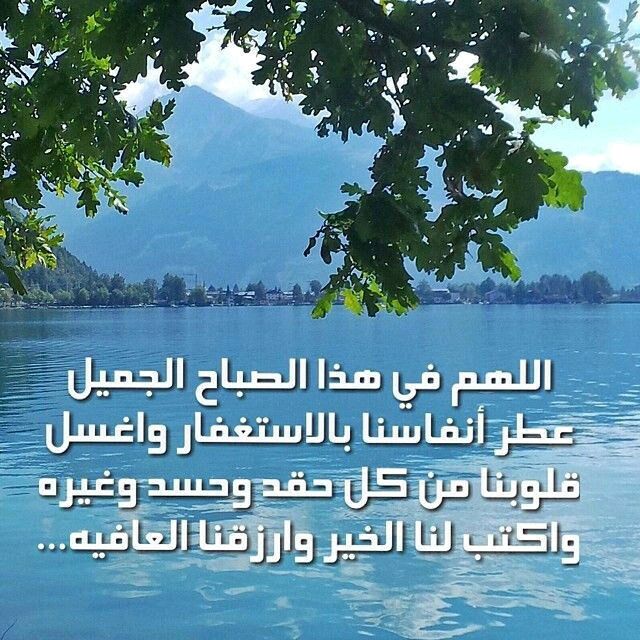 اللهم في هذا الصباح الجميل
عطر أنفاسنا بالاستغفار واغسل
قلوبنا من كل حقد وحسد وغيره
واكتب لنا الخير وارزقنا العافيه...